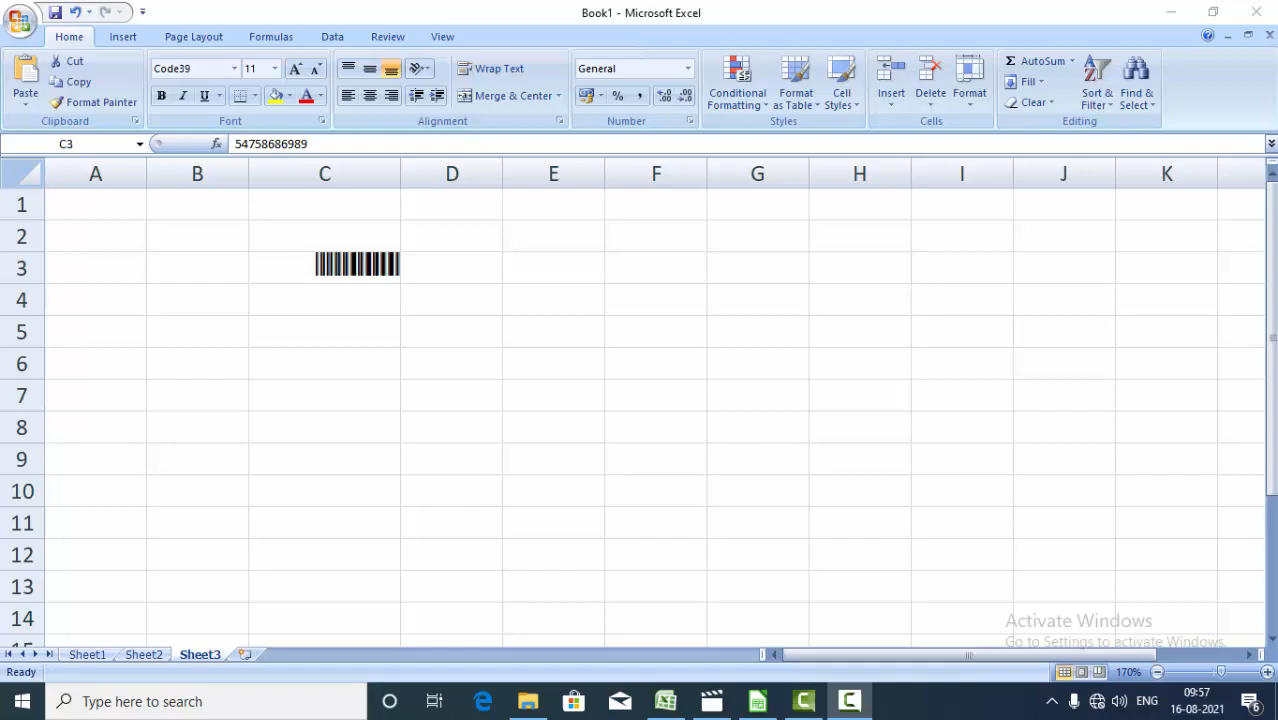 Book1 - Microsoft Excel
Home Insert Page Layout Formulas Data Review View
Paste
Cut
Copy
Format Painter
Clipboard
Code39 11
B I U
A
Font
Wrap Text
Merge & Center
Alignment
General
% ,
Number
Conditional Formatting
Format as Table
Cell Styles
Styles
Insert
Delete
Format
Cells
Σ AutoSum
Fill
Clear
Sort & Filter
Find & Select
Editing
C3 fx 54758686989
A B C D E F G H I J K
1
2
3
4
5
6
7
8
9
10
11
12
13
14
15
Activate Windows
Go to Settings to activate Windows.
Sheet1 Sheet2 Sheet3
Ready 170%
Type here to search
ENG
09:57
16-08-2021
6